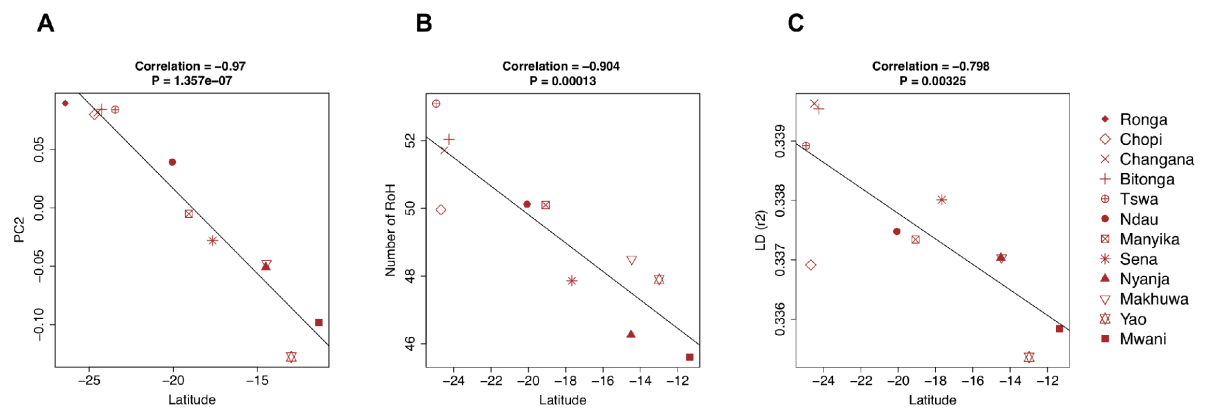 A
B
C
Correlation = −0.97
P = 1.357e−07
Correlation = −0.904
P = 0.00013
Correlation = −0.798
P = 0.00325
PC2
0.05
0.00
−0.05
−0.10
−25
−20
−15
Latitude
Number of RoH
52
50
48
46
−24
−22
−20
−18
−16
−14
−12
Latitude
LD (r2)
0.339
0.338
0.337
0.336
−24
−22
−20
−18
−16
−14
−12
Latitude
Ronga
Chopi
Changana
Bitonga
Tswa
Ndau
Manyika
Sena
Nyanja
Makhuwa
Yao
Mwani